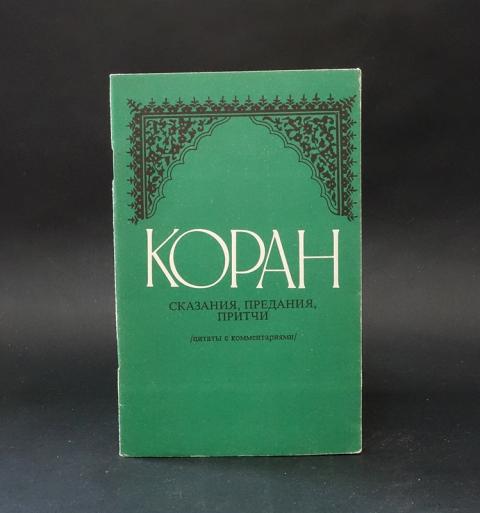 КОРАН
СКАЗАНИЯ, ПРЕДАНИЯ,
ПРИТЧИ
/цитаты с комментариями/